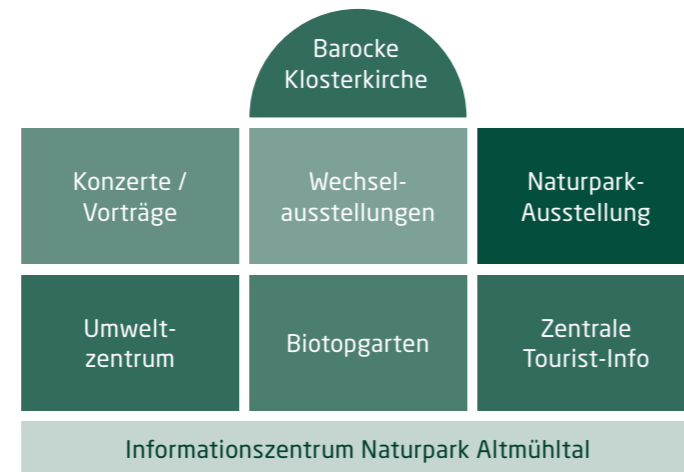 Barocke
Klosterkirche
Konzerte /
Vorträge
Wechsel-
ausstellungen
Naturpark-
Ausstellung
Umwelt-
zentrum
Biotopgarten
Zentrale
Tourist-Info
Informationszentrum Naturpark Altmühltal